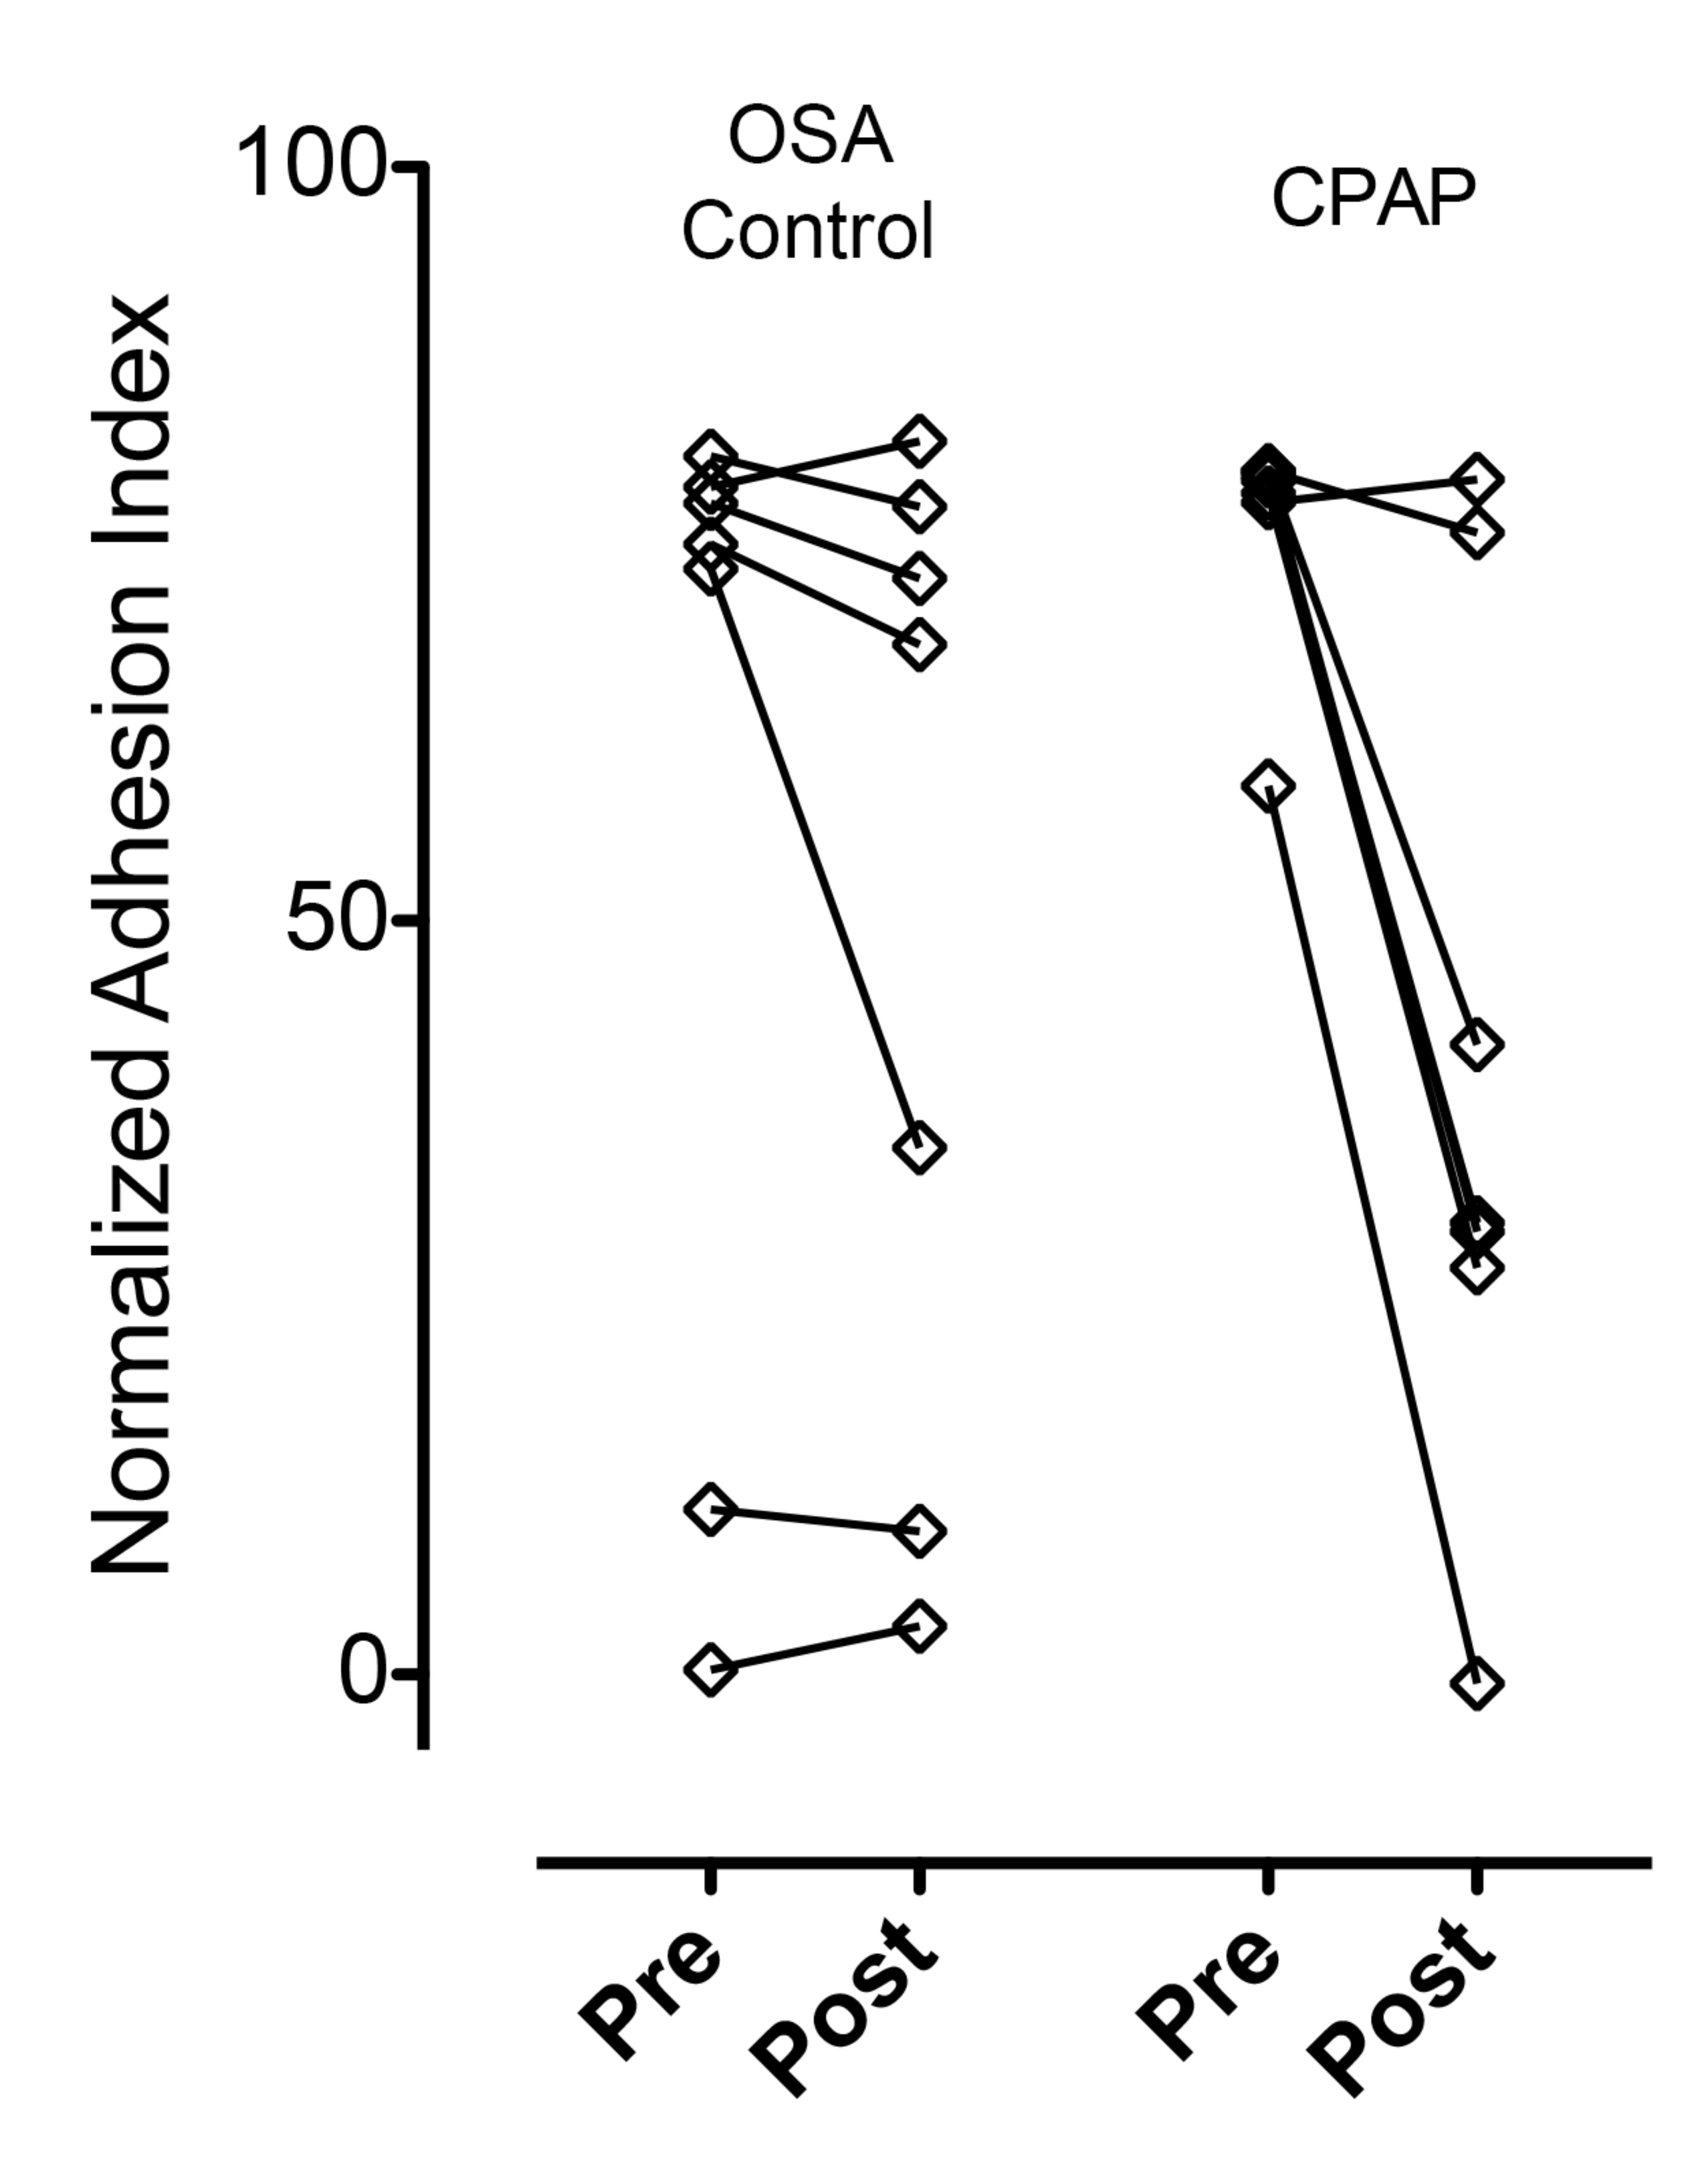 OSA
Control
CPAP
100
50
0
Normalized Adhesion Index
Pre
Post
Pre
Post